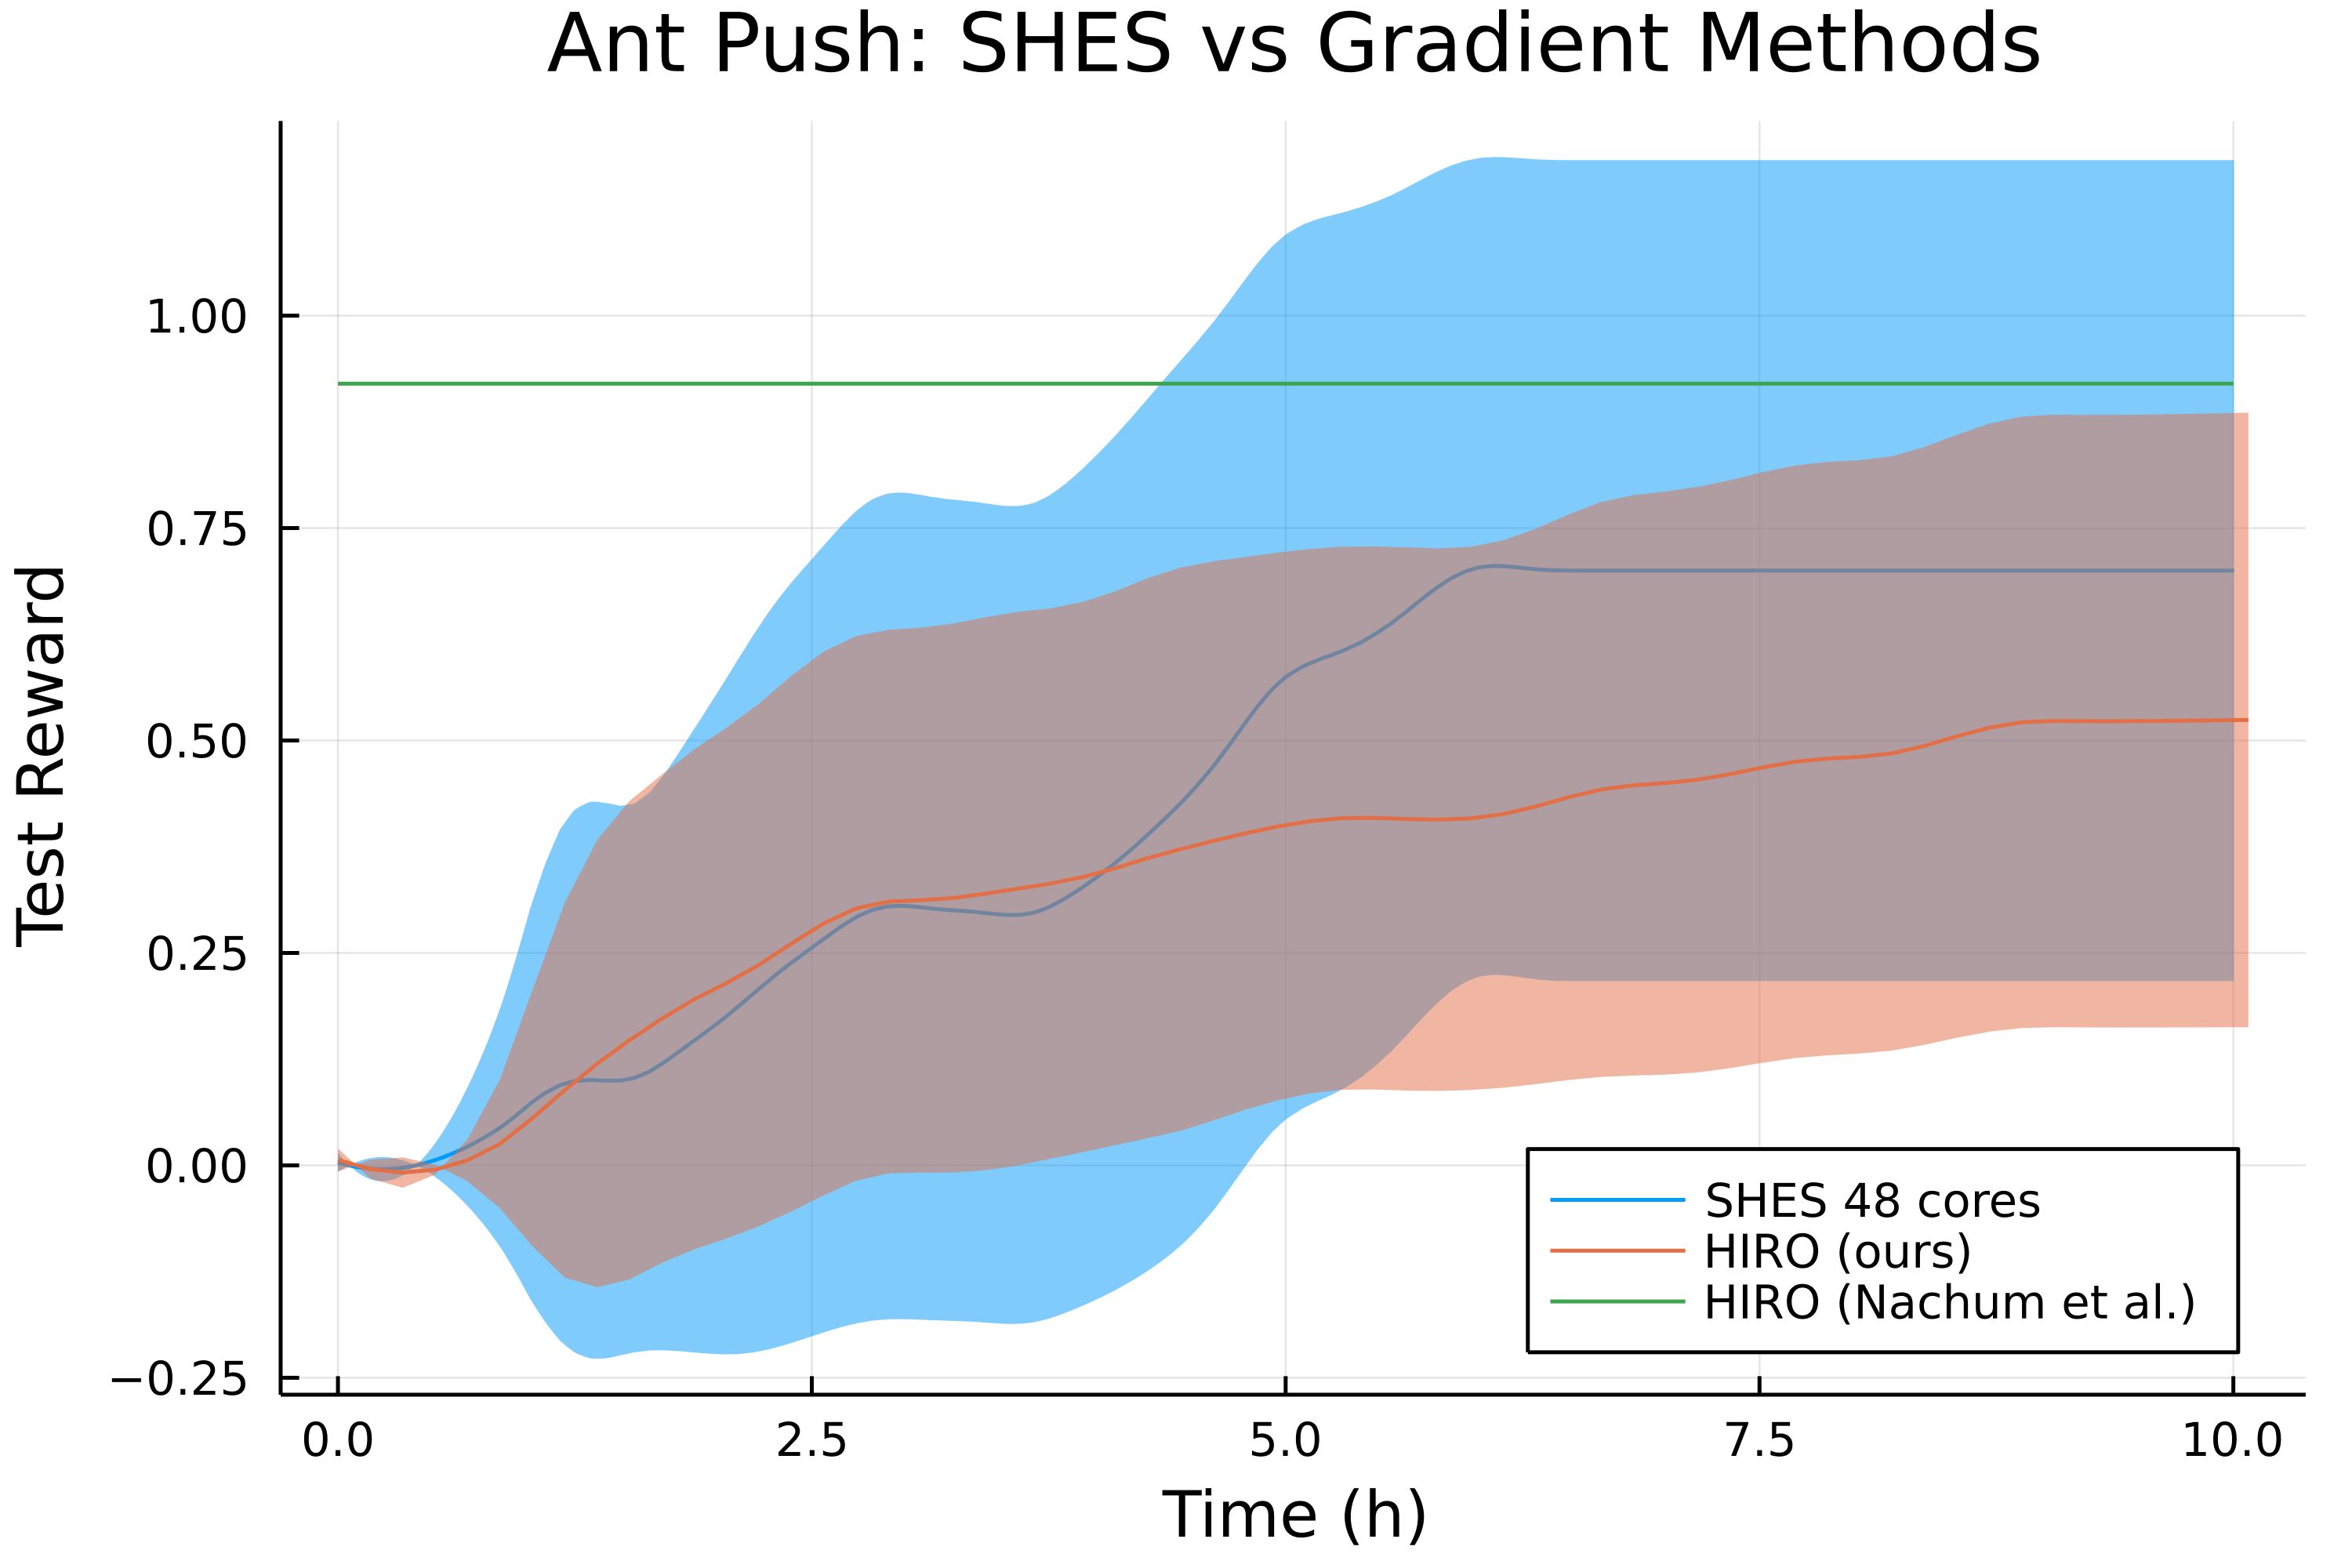 Ant Push: SHES vs Gradient Methods
Test Reward
1.00
0.75
0.50
0.25
0.00
−0.25
0.0 2.5 5.0 7.5 10.0
Time (h)
SHES 48 cores
HIRO (ours)
HIRO (Nachum et al.)